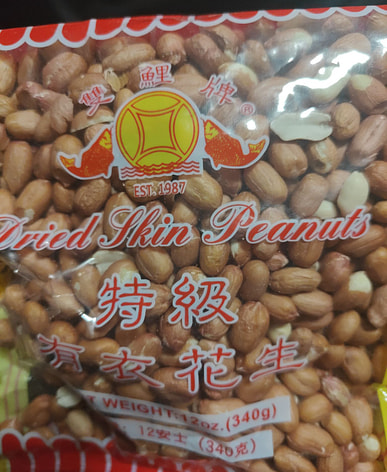 雙鯉牌®
EST. 1987
Dried Skin Peanuts
特級
有衣花生
WEIGHT: 12oz. (340g)
: 12安士 (340克)